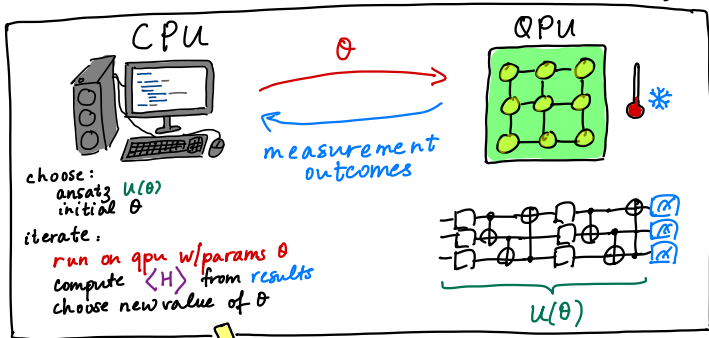 CPU
θ
QPU
measurement
outcomes
choose:
ansatz U(θ)
initial θ
iterate:
run on qpu w/params θ
compute ⟨H⟩ from results
choose new value of θ
U(θ)